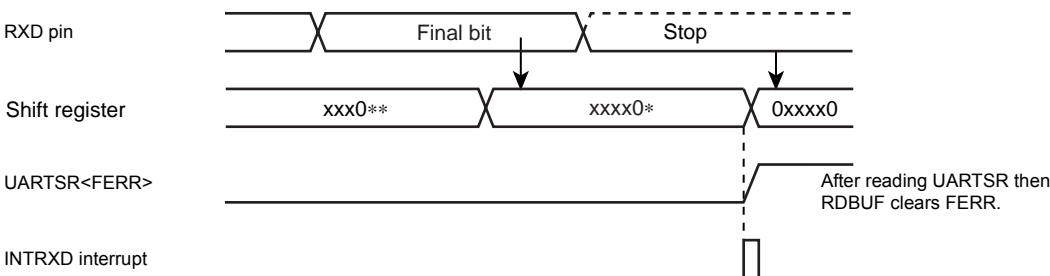 RXD pin
Final bit
Stop
Shift register
xxx0**
xxxx0*
0xxxx0
UARTSR<FERR>
After reading UARTSR then
RDBUF clears FERR.
INTRXD interrupt